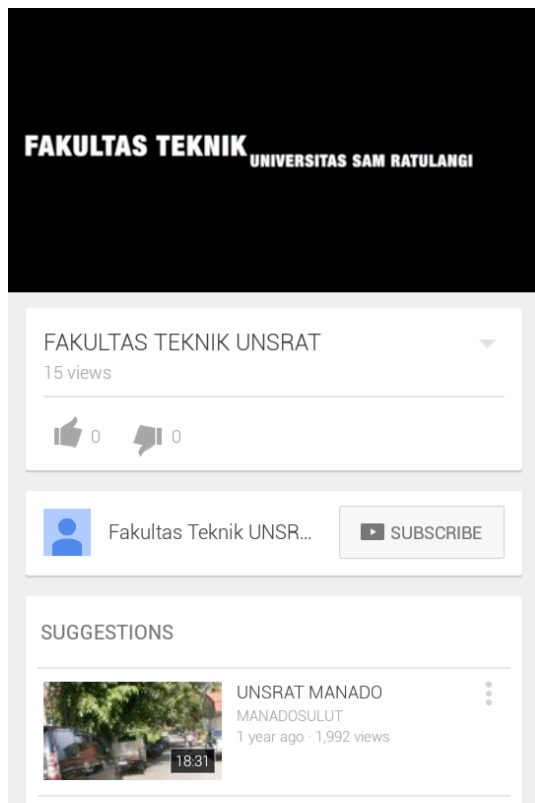 FAKULTAS TEKNIK UNIVERSITAS SAM RATULANGI
FAKULTAS TEKNIK UNSRAT
15 views
0 0
Fakultas Teknik UNSR... SUBSCRIBE
SUGGESTIONS
UNSRAT MANADO
MANADOSULUT
1 year ago · 1,992 views
18:31